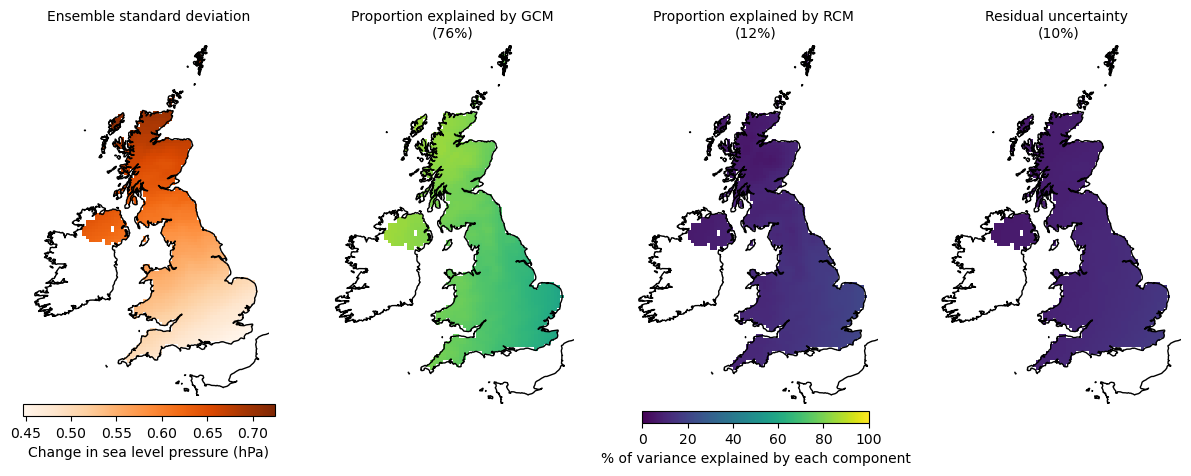 Ensemble standard deviation
Proportion explained by GCM
(76%)
Proportion explained by RCM
(12%)
Residual uncertainty
(10%)
0.45 0.50 0.55 0.60 0.65 0.70
Change in sea level pressure (hPa)
0 20 40 60 80 100
% of variance explained by each component